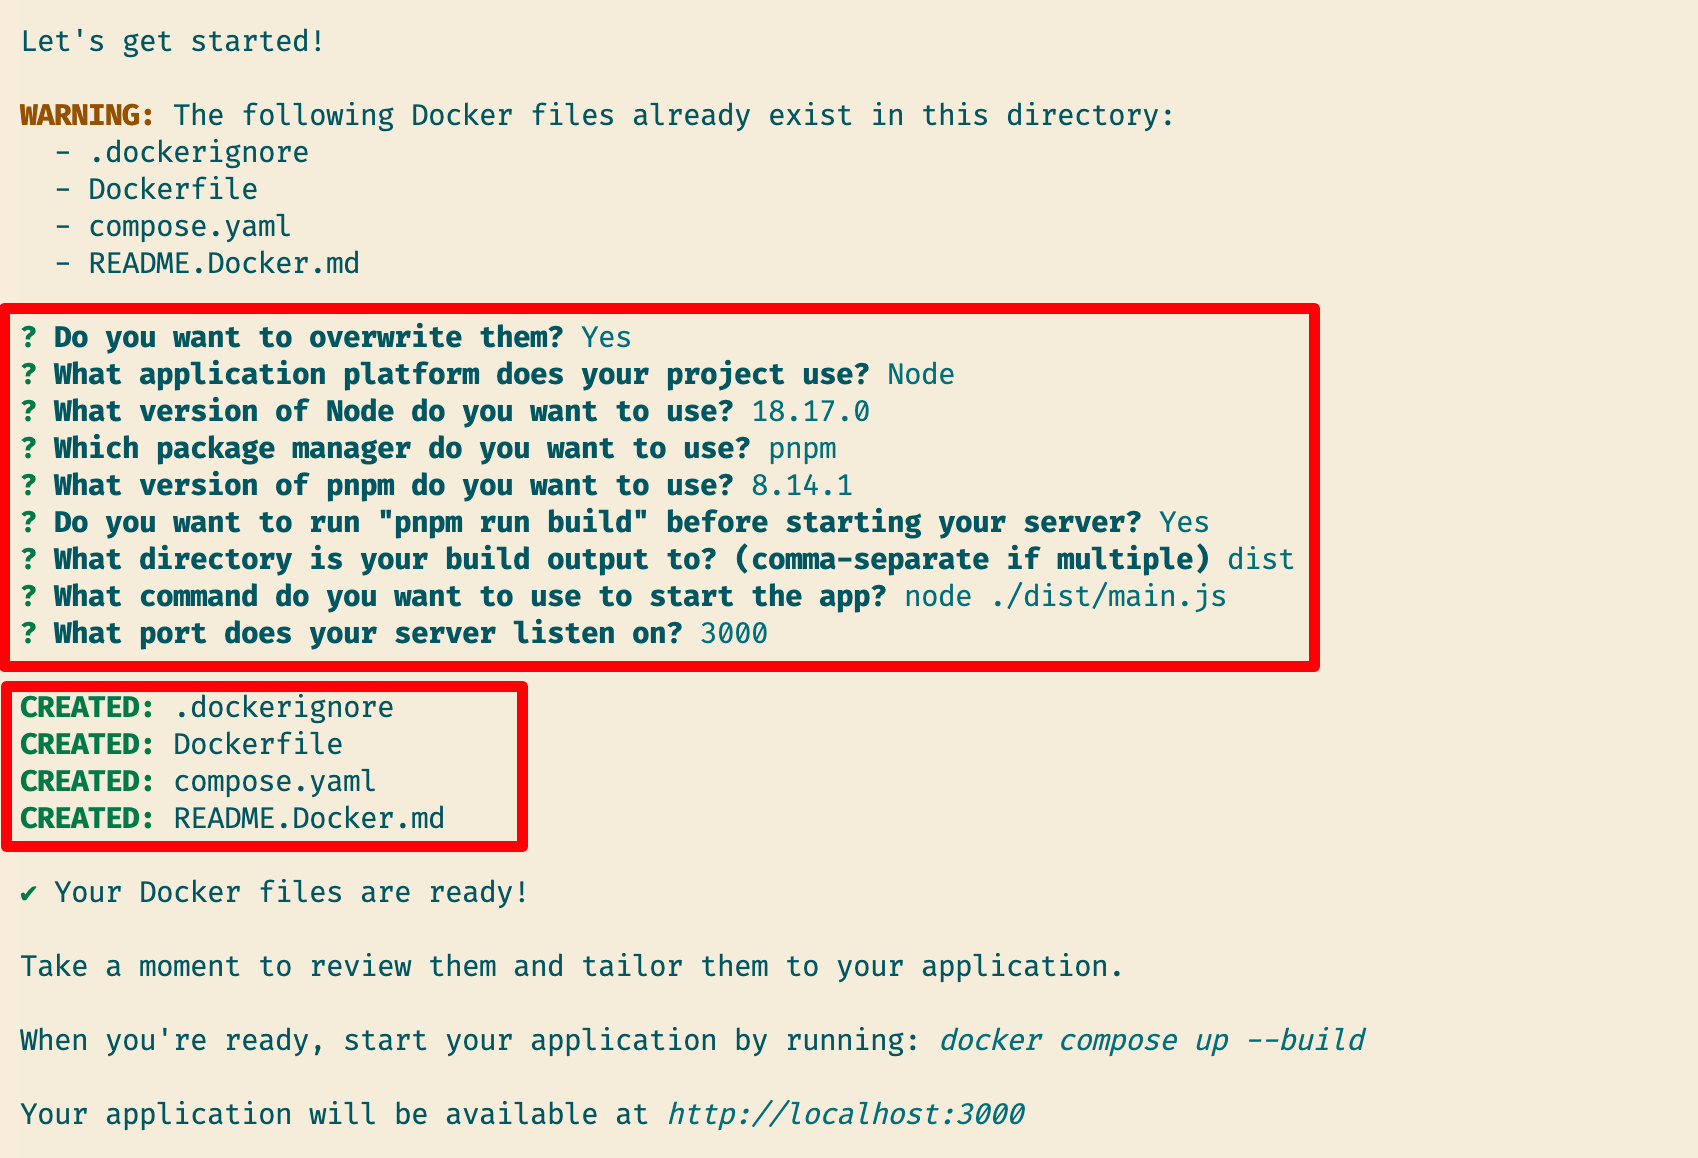 Let's get started!
WARNING: The following Docker files already exist in this directory:
- .dockerignore
- Dockerfile
- compose.yaml
- README.Docker.md
? Do you want to overwrite them? Yes
? What application platform does your project use? Node
? What version of Node do you want to use? 18.17.0
? Which package manager do you want to use? pnpm
? What version of pnpm do you want to use? 8.14.1
? Do you want to run "pnpm run build" before starting your server? Yes
? What directory is your build output to? (comma-separate if multiple) dist
? What command do you want to use to start the app? node ./dist/main.js
? What port does your server listen on? 3000
CREATED: .dockerignore
CREATED: Dockerfile
CREATED: compose.yaml
CREATED: README.Docker.md
✔ Your Docker files are ready!
Take a moment to review them and tailor them to your application.
When you're ready, start your application by running: docker compose up --build
Your application will be available at http://localhost:3000